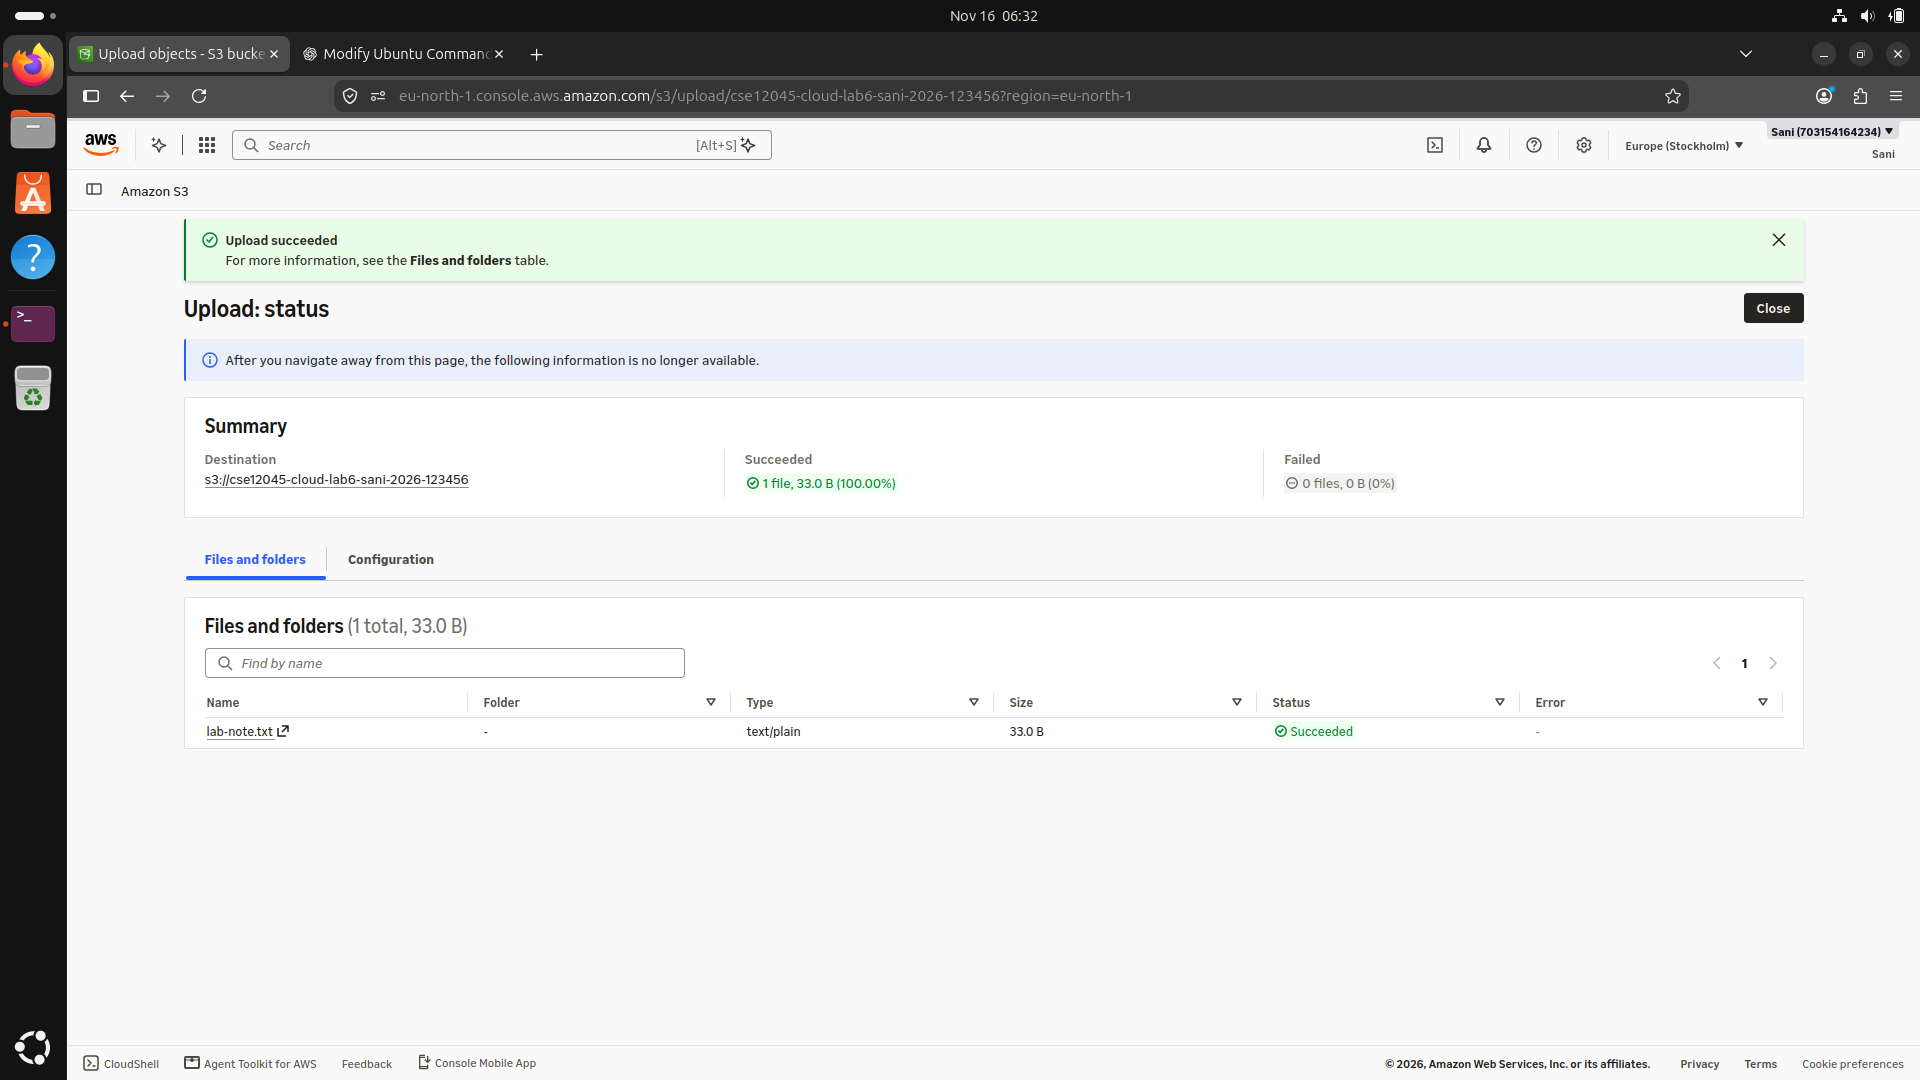 Nov 16 06:32
Upload objects - S3 bucke
Modify Ubuntu Comman
eu-north-1.console.aws.amazon.com/s3/upload/cse12045-cloud-lab6-sani-2026-123456?region=eu-north-1
aws
Search
[Alt+S]
Europe (Stockholm)
Sani (703154164234)
Sani
Amazon S3
Upload succeeded
For more information, see the Files and folders table.
Upload: status
Close
After you navigate away from this page, the following information is no longer available.
Summary
Destination
s3://cse12045-cloud-lab6-sani-2026-123456
Succeeded
1 file, 33.0 B (100.00%)
Failed
0 files, 0 B (0%)
Files and folders
Configuration
Files and folders (1 total, 33.0 B)
Find by name
1
Name Folder Type Size Status Error
lab-note.txt - text/plain 33.0 B Succeeded -
CloudShell
Agent Toolkit for AWS
Feedback
Console Mobile App
© 2026, Amazon Web Services, Inc. or its affiliates.
Privacy
Terms
Cookie preferences